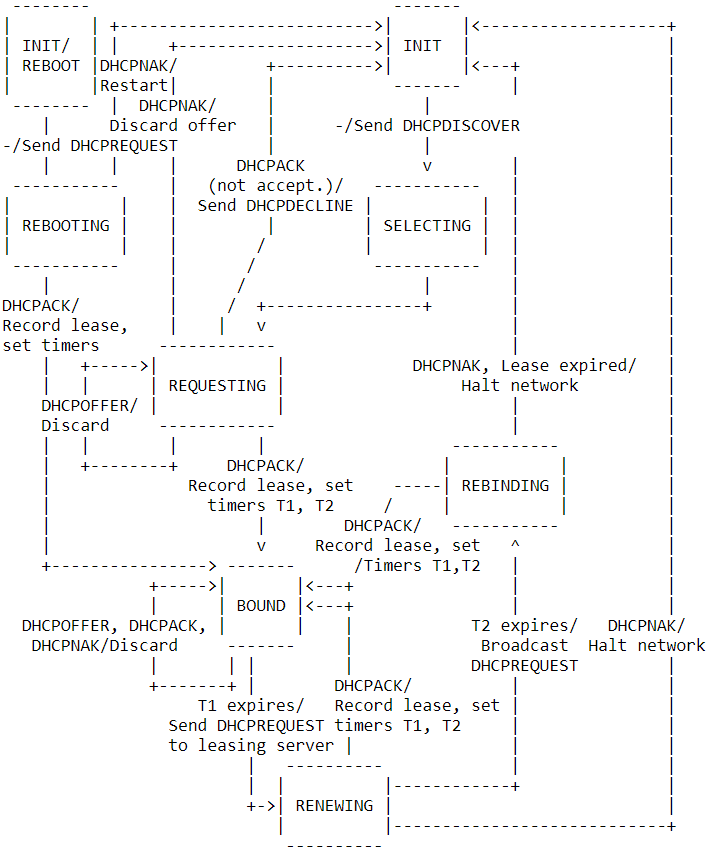 INIT/ INIT
REBOOT DHCPNAK/
Restart
DHCPNAK/
Discard offer -/Send DHCPDISCOVER
-/Send DHCPREQUEST
DHCPACK v
(not accept.)/
REBOOTING Send DHCPDECLINE SELECTING
DHCPACK/
Record lease, v
set timers
REQUESTING DHCPNAK, Lease expired/
Halt network
DHCPOFFER/
Discard
DHCPACK/
Record lease, set REBINDING
timers T1, T2
DHCPACK/
v Record lease, set ^
/Timers T1,T2
BOUND
DHCPOFFER, DHCPACK, T2 expires/ DHCPNAK/
DHCPNAK/Discard Broadcast Halt network
DHCPREQUEST
DHCPACK/
T1 expires/ Record lease, set
Send DHCPREQUEST timers T1, T2
to leasing server
RENEWING